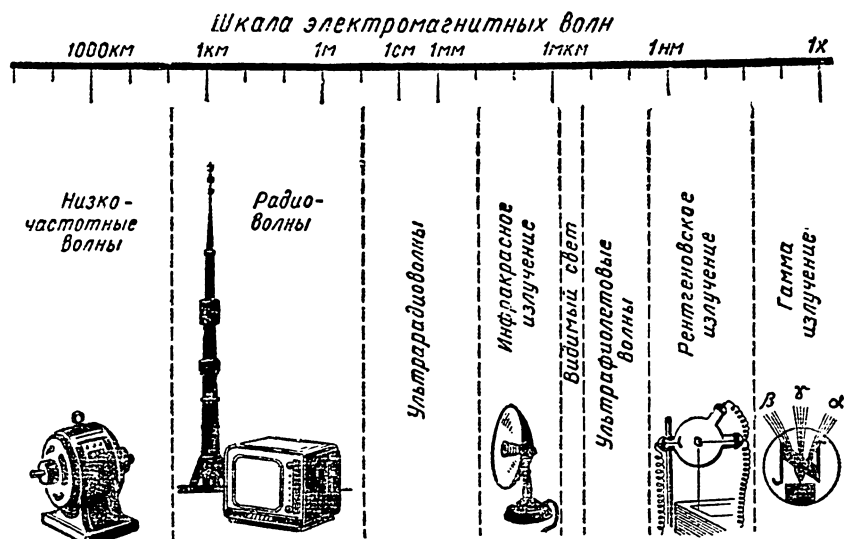 Шкала электромагнитных волн
1000км 1км 1м 1см 1мм 1мкм 1нм 1х
Низко-
частотные
волны
Радио-
волны
Ультрарадиоволны
Инфракрасное
излучение
Видимый свет
Ультрафиолетовые
волны
Рентгеновское
излучение
Гамма
излучение
β γ α